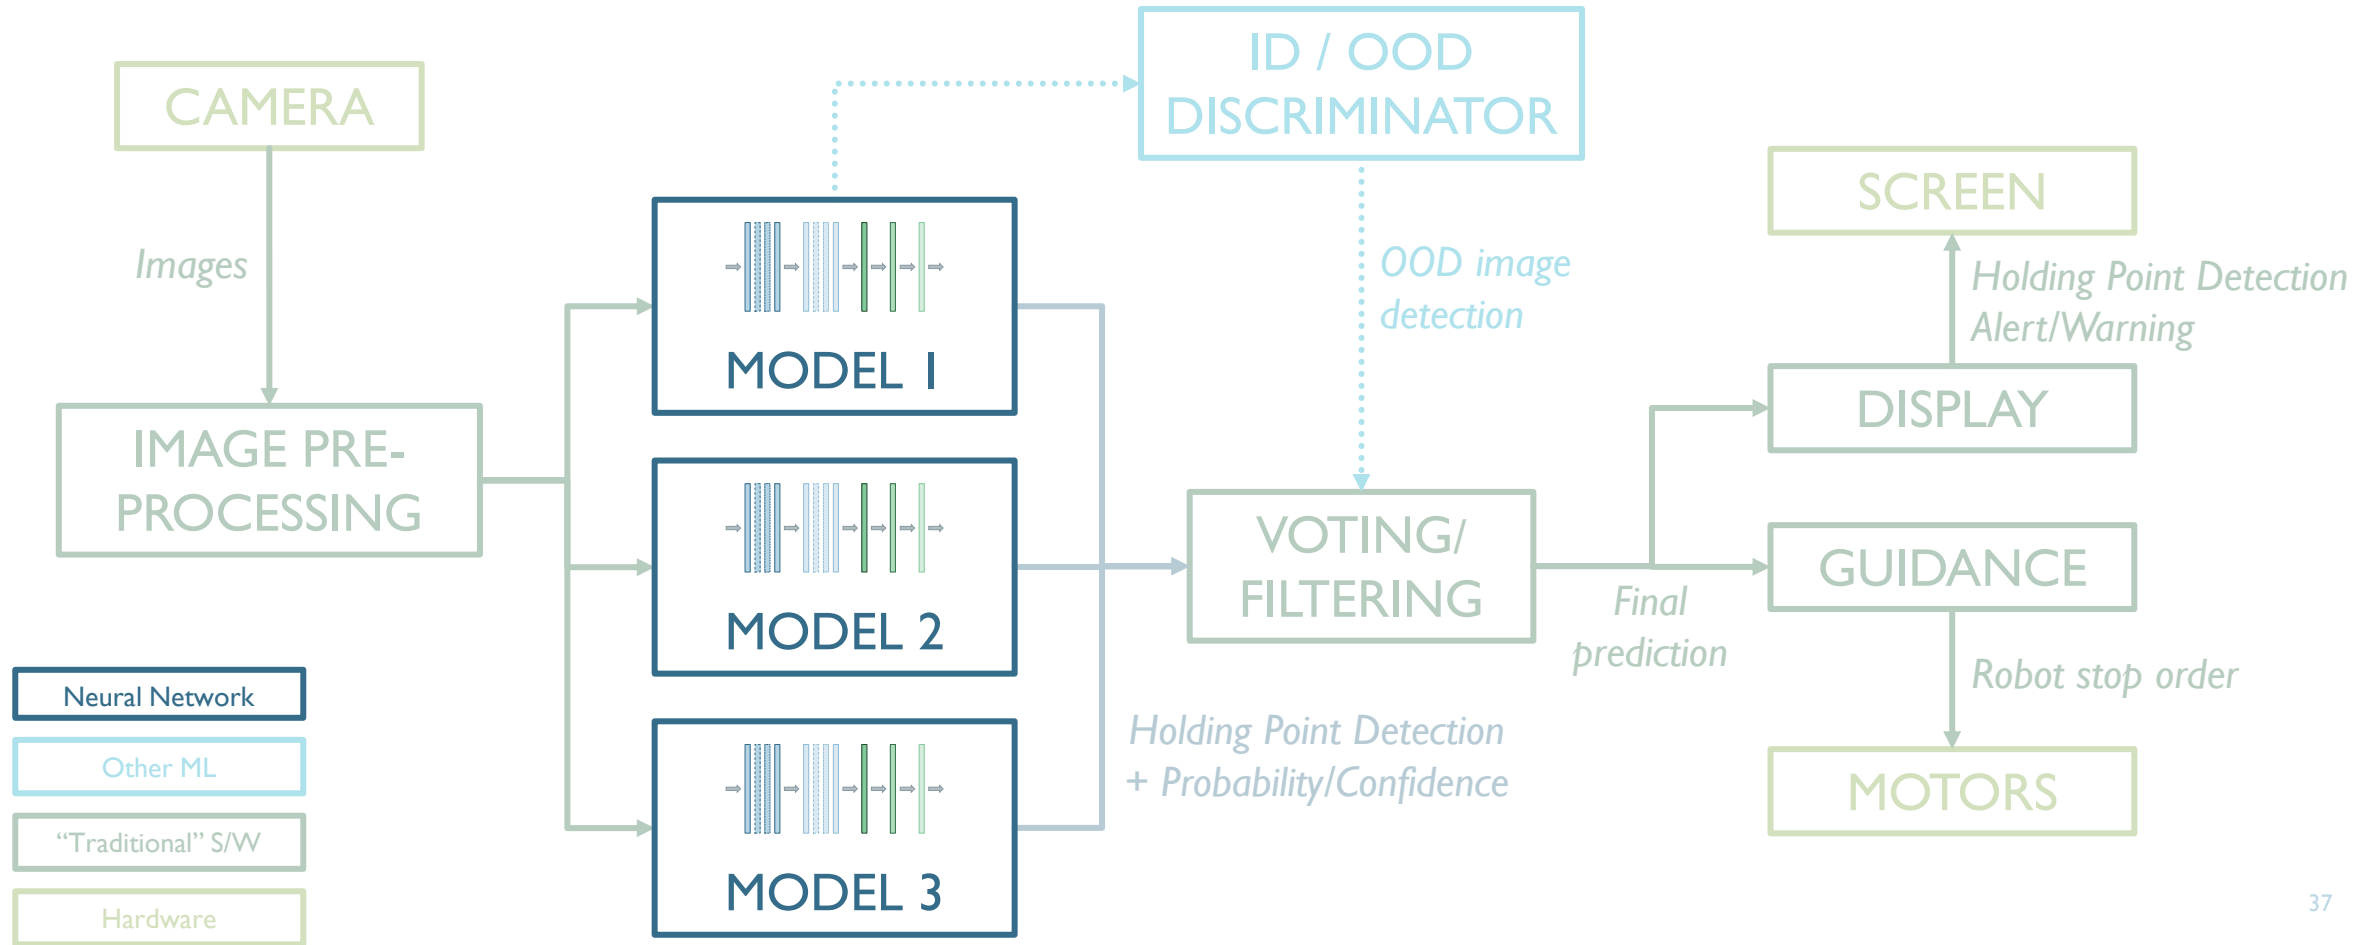 CAMERA
Images
IMAGE PRE-
PROCESSING
MODEL 1
MODEL 2
MODEL 3
ID / OOD
DISCRIMINATOR
OOD image
detection
VOTING/
FILTERING
Holding Point Detection
+ Probability/Confidence
Final
prediction
SCREEN
Holding Point Detection
Alert/Warning
DISPLAY
GUIDANCE
Robot stop order
MOTORS
Neural Network
Other ML
“Traditional” S/W
Hardware
37